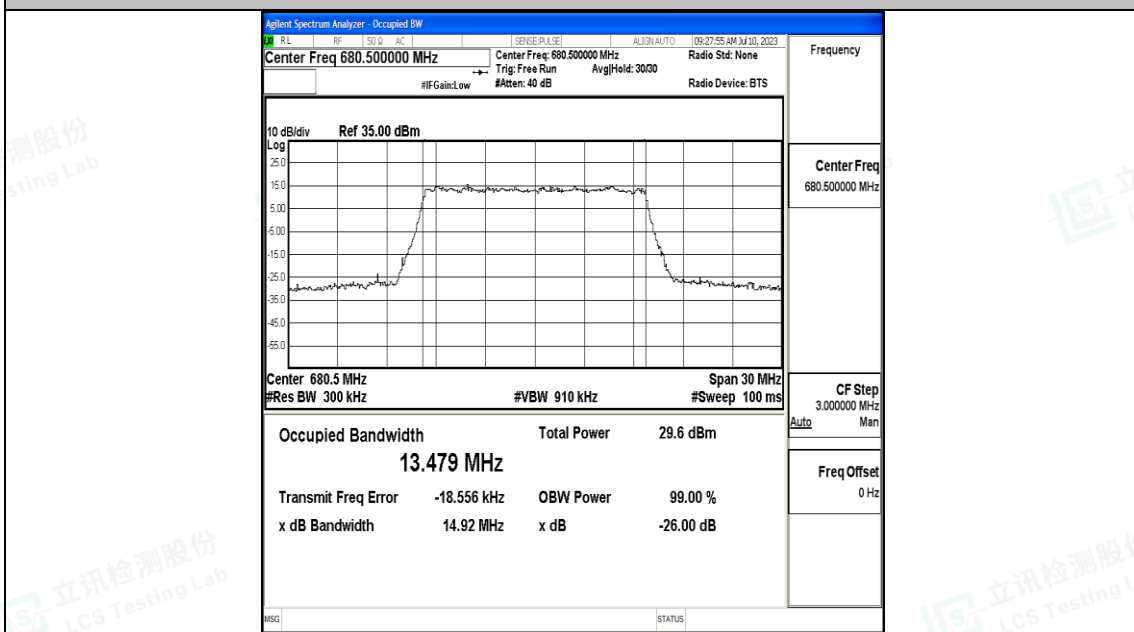 Agilent Spectrum Analyzer - Occupied BW
RL RF 50 Ω AC SENSE:PULSE ALIGN AUTO 09:27:55 AM Jul 10, 2023
Center Freq 680.500000 MHz
Center Freq: 680.500000 MHz Radio Std: None
Trig: Free Run Avg|Hold: 30/30
#IFGain:Low #Atten: 40 dB Radio Device: BTS
10 dB/div Ref 35.00 dBm
Log
25.0
15.0
5.00
-5.00
-15.0
-25.0
-35.0
-45.0
-55.0
Center 680.5 MHz Span 30 MHz
#Res BW 300 kHz #VBW 910 kHz #Sweep 100 ms
Occupied Bandwidth Total Power 29.6 dBm
13.479 MHz
Transmit Freq Error -18.556 kHz OBW Power 99.00 %
x dB Bandwidth 14.92 MHz x dB -26.00 dB
MSG STATUS
Frequency
Center Freq
680.500000 MHz
CF Step
3.000000 MHz
Auto Man
Freq Offset
0 Hz
测股份
sting Lab
立讯检测股份
LCS Testing Lab
立讯检测股
LCS Testing L